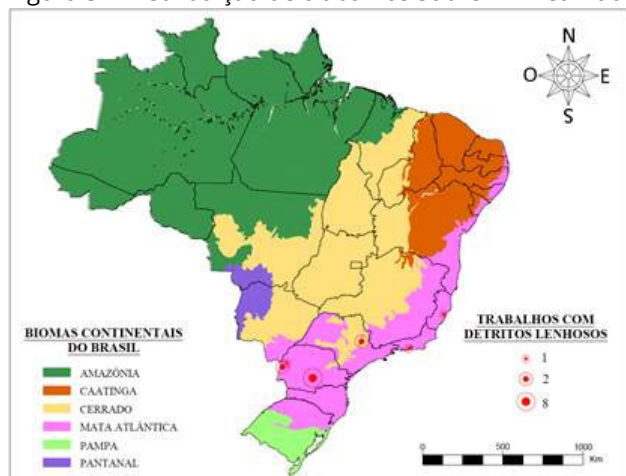 N
O E
S
BIOMAS CONTINENTAIS
DO BRASIL
AMAZÔNIA
CAATINGA
CERRADO
MATA ATLÂNTICA
PAMPA
PANTANAL
TRABALHOS COM
DETRITOS LENHOSOS
1
2
8
0 500 1000
Km